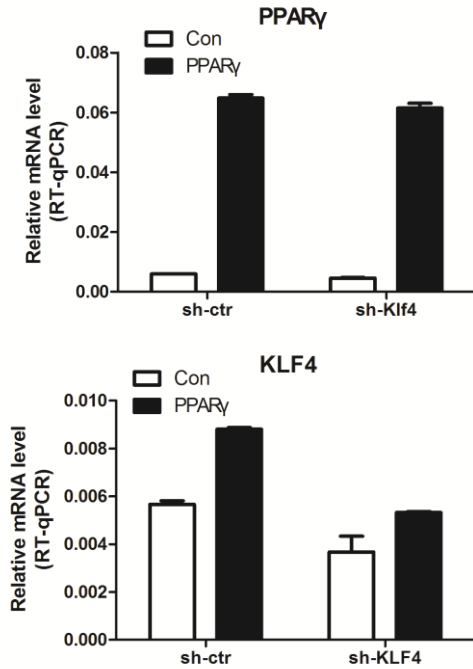 PPARγ
Con
PPARγ
Relative mRNA level
(RT-qPCR)
0.08
0.06
0.04
0.02
0.00
sh-ctr sh-Klf4
KLF4
Con
PPARγ
Relative mRNA level
(RT-qPCR)
0.010
0.008
0.006
0.004
0.002
0.000
sh-ctr sh-KLF4